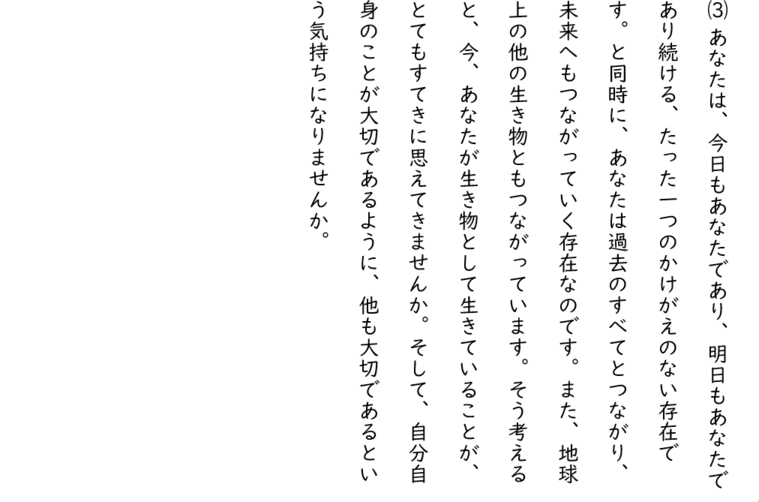 ⑶ あなたは、今日もあなたであり、明日もあなたで
あり続ける、たった一つのかけがえのない存在で
す。と同時に、あなたは過去のすべてとつながり、
未来へもつながっていく存在なのです。また、地球
上の他の生き物ともつながっています。そう考える
と、今、あなたが生き物として生きていることが、
とてもすてきに思えてきませんか。そして、自分自
身のことが大切であるように、他も大切であるとい
う気持ちになりませんか。